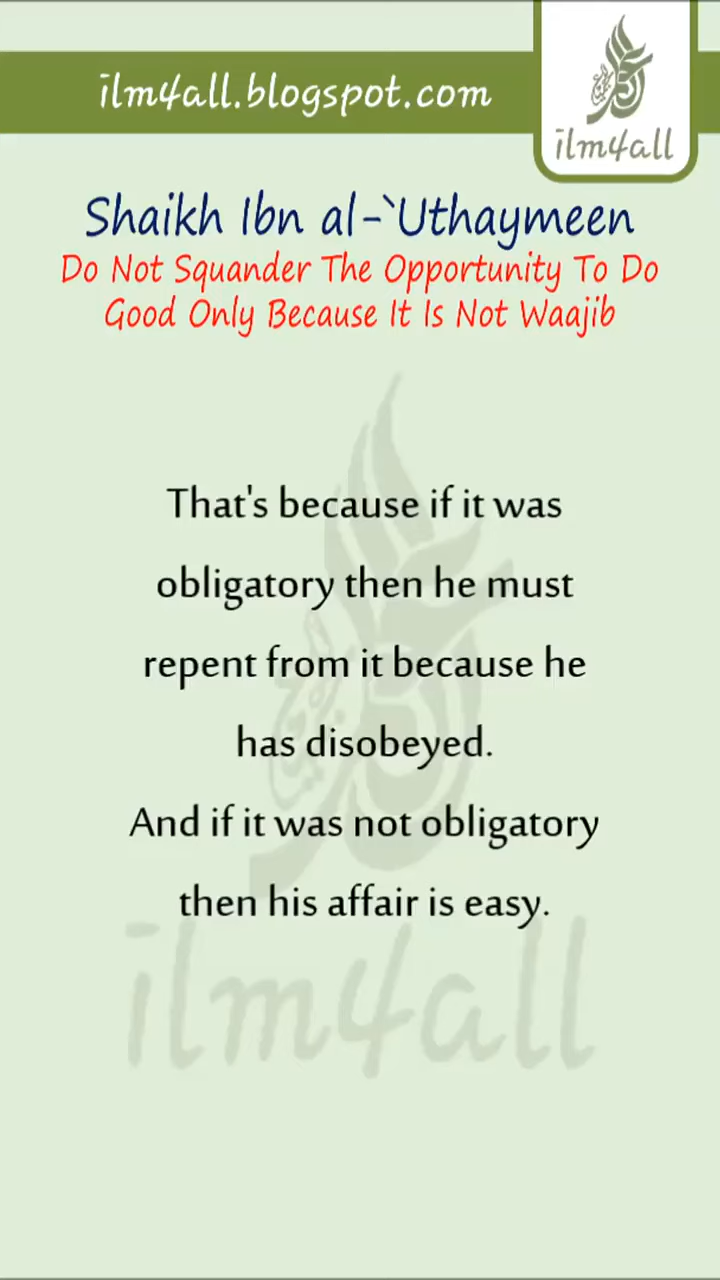 ilm4all.blogspot.com
ilm4all
Shaikh Ibn al-`Uthaymeen
Do Not Squander The Opportunity To Do
Good Only Because It Is Not Waajib
That's because if it was
obligatory then he must
repent from it because he
has disobeyed.
And if it was not obligatory
then his affair is easy.
ilm4all